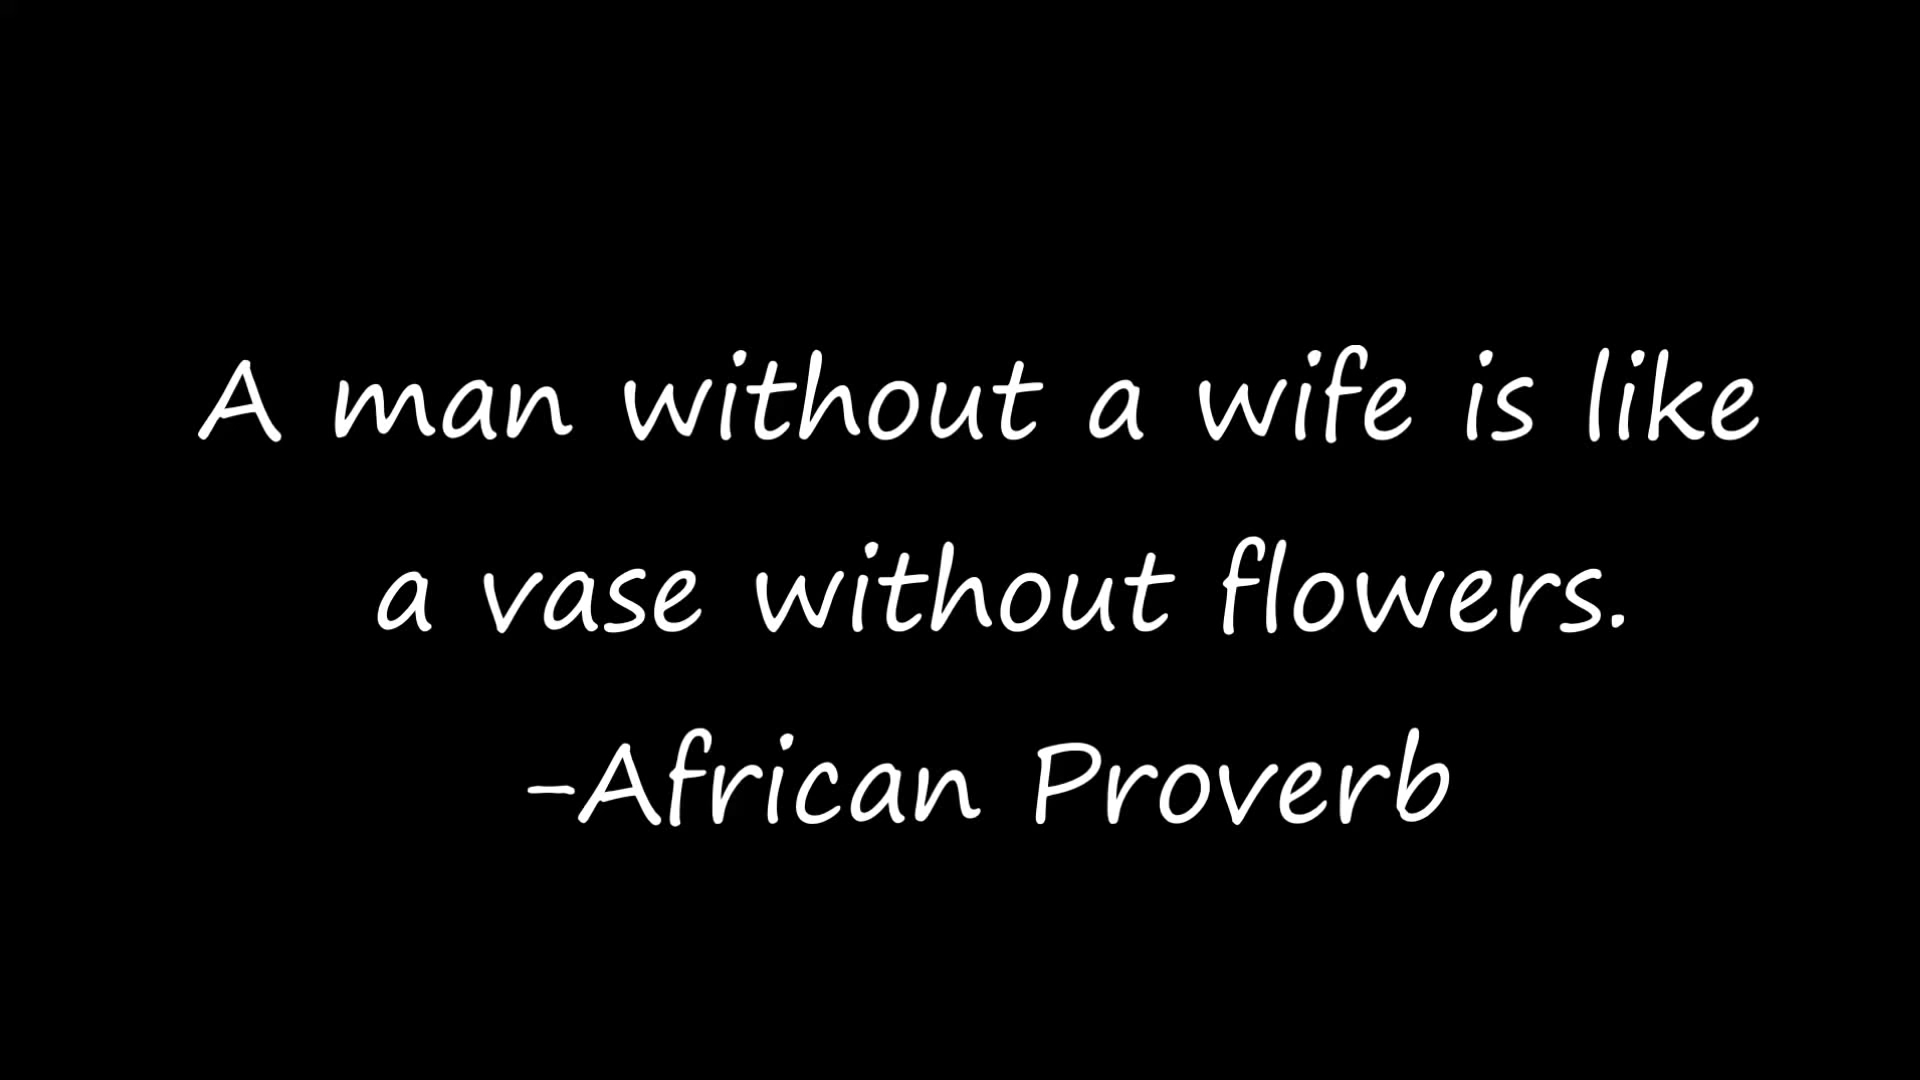 A man without a wife is like
a vase without flowers.
-African Proverb